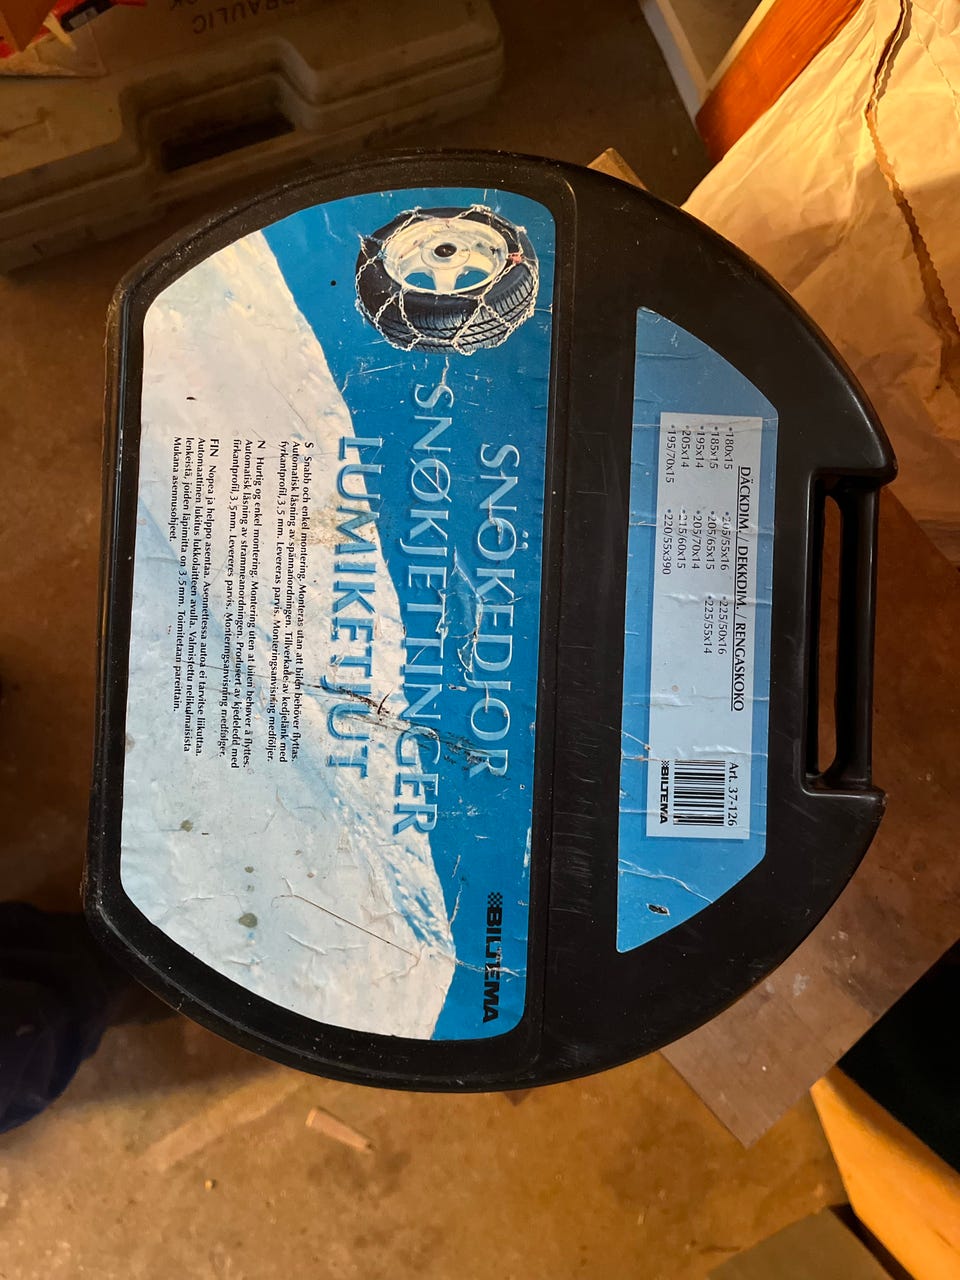 DRAULIC
DÄCKDIM. / DEKKDIM. / RENGASKOKO
•180x15 •205/55x16 •225/50x16
•185x15 •205/65x15 •225/55x14
•195x14 •205/70x14
•205x14 •215/60x15
•195/70x15 •220/55x390
Art. 37-126
BILTEMA
SNÖKEDJOR
SNØKJETTINGER
LUMIKETJUT
S Snabb och enkel montering. Monteras utan att bilen behöver flyttas.
Automatisk låsning av spännanordningen. Tillverkade av kedjelänk med
fyrkantprofil, 3,5 mm. Levereras parvis. Monteringsanvisning medföljer.
N Hurtig og enkel montering. Montering uten at bilen behøver å flyttes.
Automatisk låsning av strammeanordningen. Produsert av kjedeledd med
firkantprofil, 3,5mm. Leveres parvis. Monteringsanvisning medfølger.
FIN Nopea ja helppo asentaa. Asennettessa autoa ei tarvitse liikuttaa.
Automaattinen lukitus lukkolaitteen avulla. Valmistettu nelikulmaisista
lenkeistä, joiden läpimitta on 3,5mm. Toimitetaan pareittain.
Mukana asennusohjeet.
BILTEMA